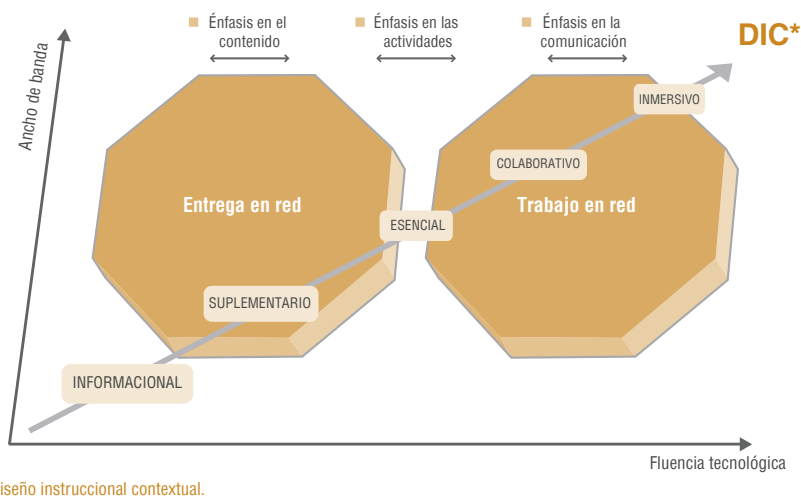 Énfasis en el
contenido
Énfasis en las
actividades
Énfasis en la
comunicación
DIC*
Ancho de banda
INMERSIVO
COLABORATIVO
Entrega en red
Trabajo en red
ESENCIAL
SUPLEMENTARIO
INFORMACIONAL
Fluencia tecnológica
iseño instruccional contextual.